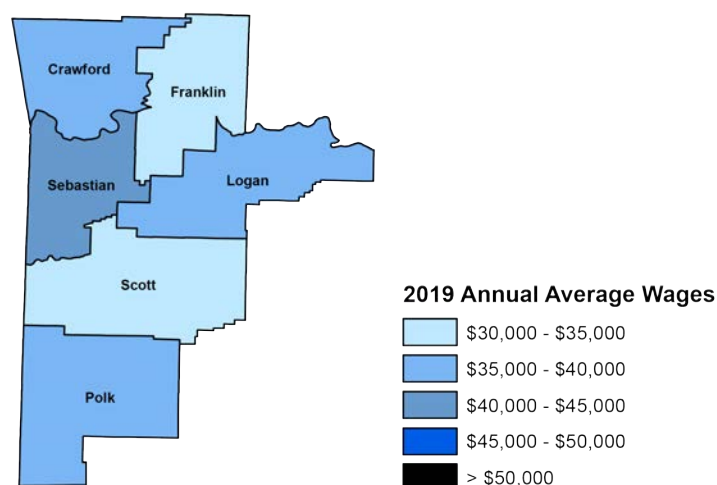 Crawford
Franklin
Sebastian
Logan
Scott
Polk
2019 Annual Average Wages
$30,000 - $35,000
$35,000 - $40,000
$40,000 - $45,000
$45,000 - $50,000
> $50,000